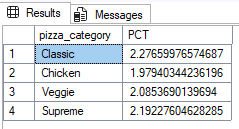 Results Messages
pizza_category PCT
1 Classic 2.27659976574687
2 Chicken 1.97940344236196
3 Veggie 2.0853690139694
4 Supreme 2.19227604628285